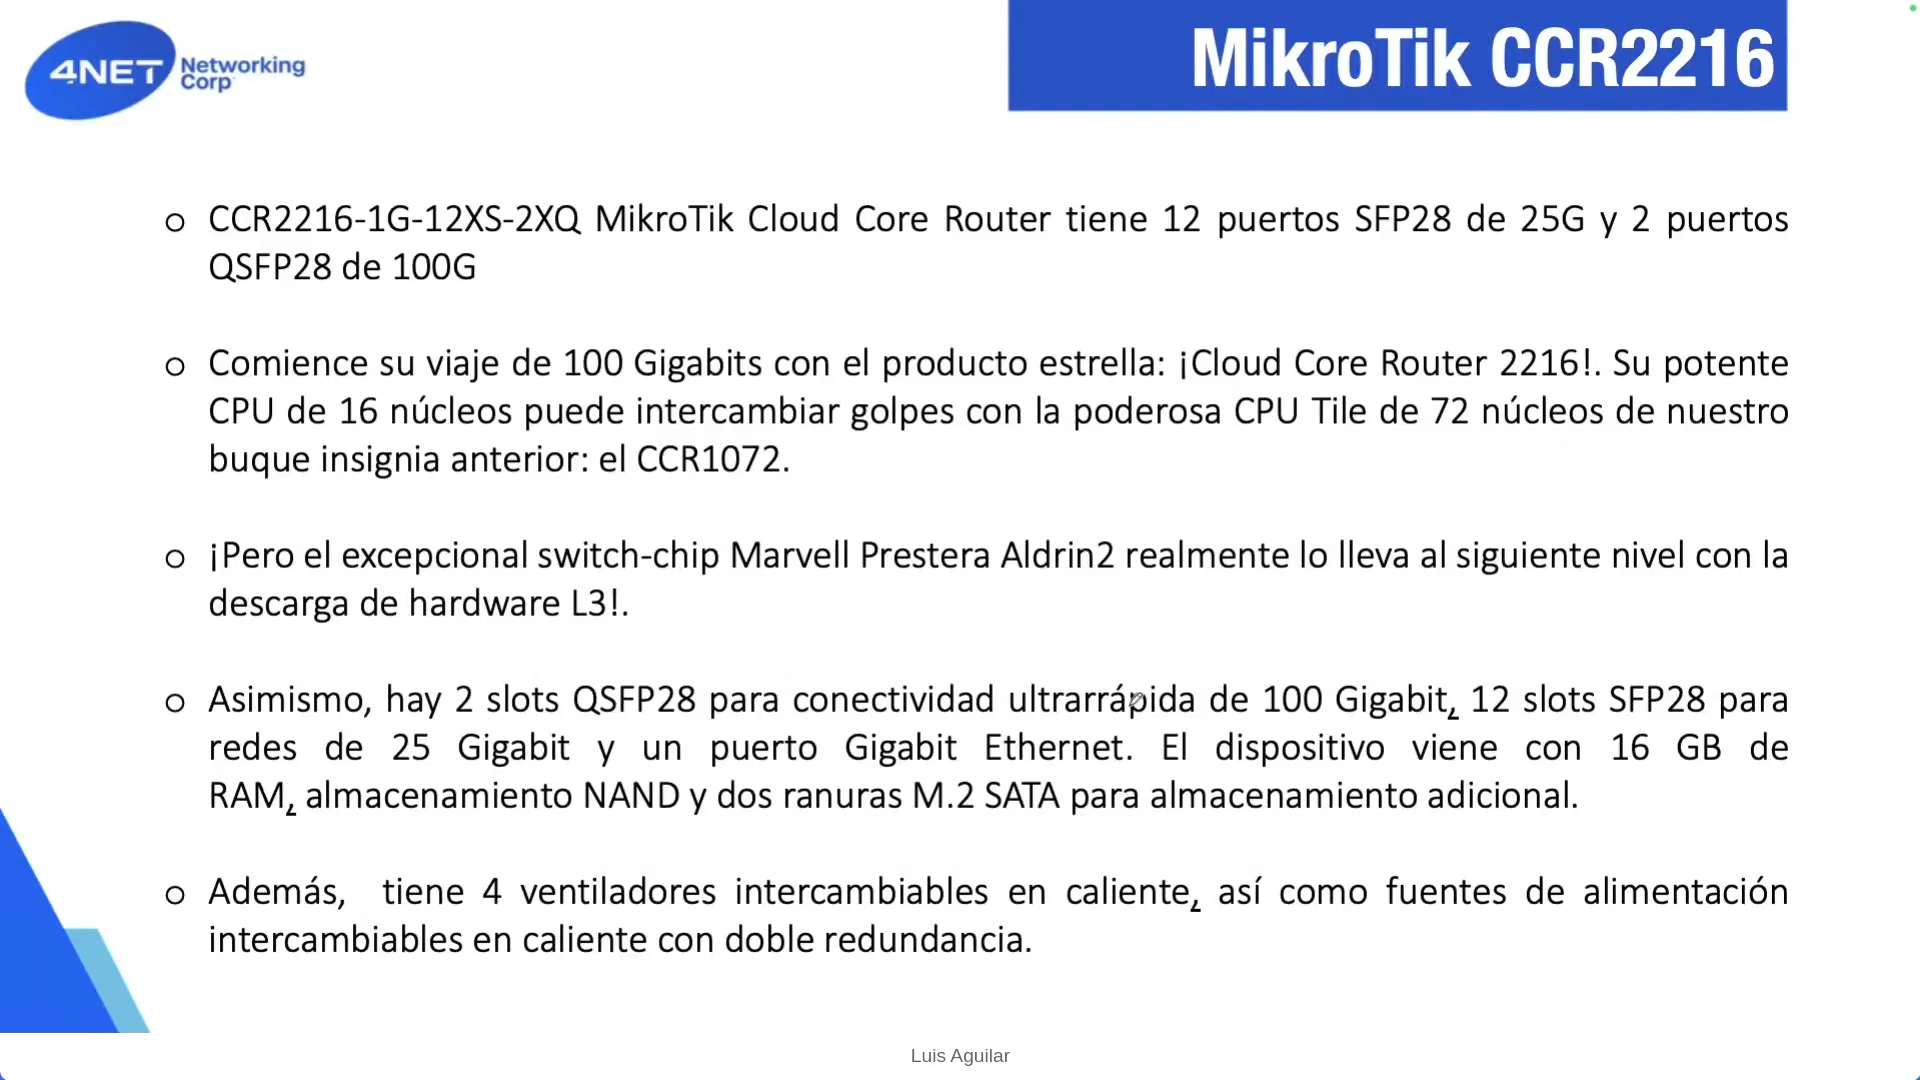 4NET Networking
Corp
MikroTik CCR2216
o CCR2216-1G-12XS-2XQ MikroTik Cloud Core Router tiene 12 puertos SFP28 de 25G y 2 puertos
QSFP28 de 100G
o Comience su viaje de 100 Gigabits con el producto estrella: ¡Cloud Core Router 2216!. Su potente
CPU de 16 núcleos puede intercambiar golpes con la poderosa CPU Tile de 72 núcleos de nuestro
buque insignia anterior: el CCR1072.
o ¡Pero el excepcional switch-chip Marvell Prestera Aldrin2 realmente lo lleva al siguiente nivel con la
descarga de hardware L3!.
o Asimismo, hay 2 slots QSFP28 para conectividad ultrarrápida de 100 Gigabit, 12 slots SFP28 para
redes de 25 Gigabit y un puerto Gigabit Ethernet. El dispositivo viene con 16 GB de
RAM, almacenamiento NAND y dos ranuras M.2 SATA para almacenamiento adicional.
o Además, tiene 4 ventiladores intercambiables en caliente, así como fuentes de alimentación
intercambiables en caliente con doble redundancia.
Luis Aguilar